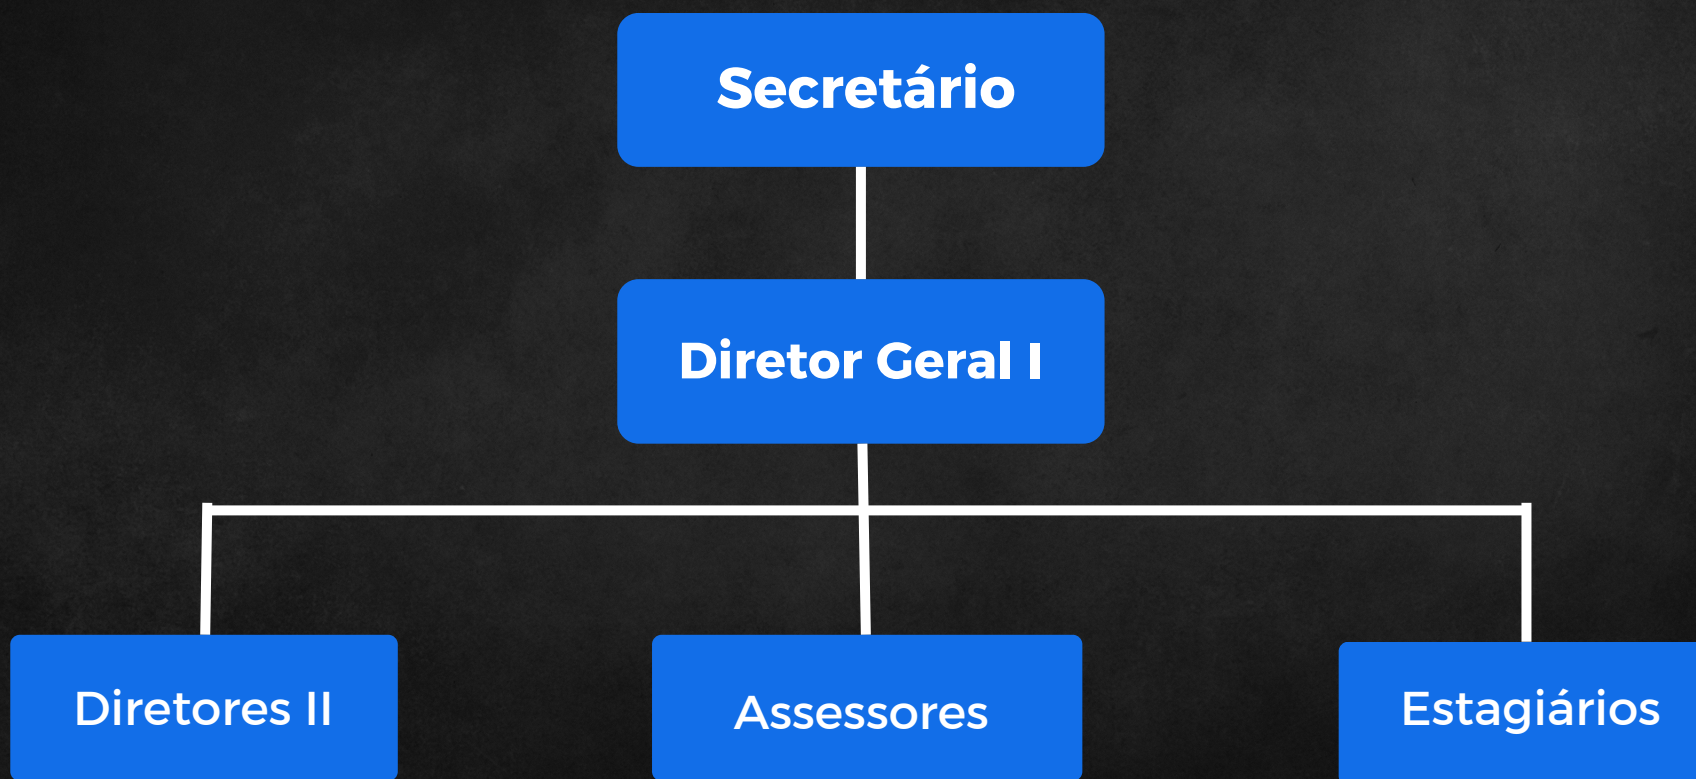 Secretário
Diretor Geral I
Diretores II
Assessores
Estagiários